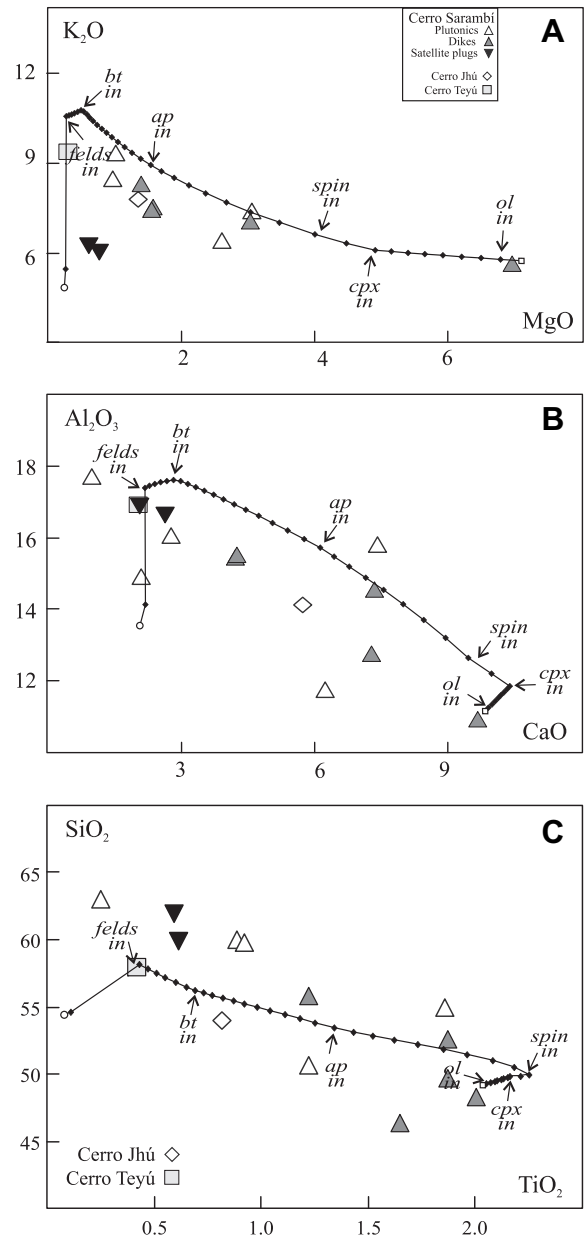 K₂O
A
Cerro Sarambí
Plutonics
Dikes
Satellite plugs
Cerro Jhú
Cerro Teyú
12
bt
in
ap
in
9
felds
in
spin
in
ol
in
6
cpx
in
MgO
2
4
6
Al₂O₃
B
bt
in
felds
in
18
ap
in
16
14
spin
in
cpx
in
ol
in
12
CaO
3
6
9
SiO₂
C
65
60
felds
in
55
bt
in
spin
in
ap
in
ol
in
50
cpx
in
45
Cerro Jhú
Cerro Teyú
TiO₂
0.5
1.0
1.5
2.0